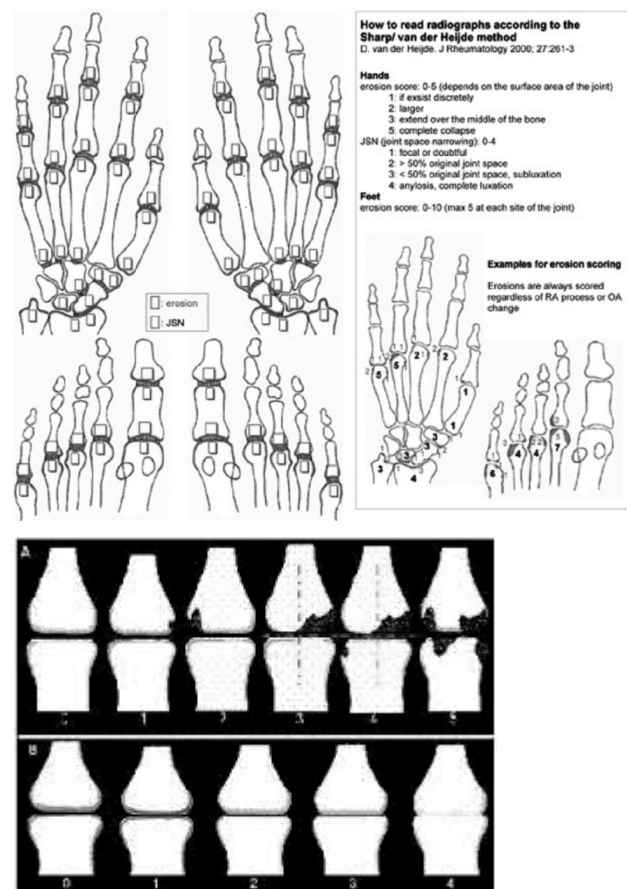 How to read radiographs according to the
Sharp/ van der Heijde method
D. van der Heijde. J Rheumatology 2000; 27:261-3
Hands
erosion score: 0-5 (depends on the surface area of the joint)
1: if exsist discretely
2: larger
3: extend over the middle of the bone
5: complete collapse
JSN (joint space narrowing): 0-4
1: focal or doubtful
2: > 50% original joint space
3: < 50% original joint space, subluxation
4: anylosis, complete luxation
Feet
erosion score: 0-10 (max 5 at each site of the joint)
: erosion
: JSN
Examples for erosion scoring
Erosions are always scored
regardless of RA process or OA
change
A
0 1 2 3 4 5
B
0 1 2 3 4